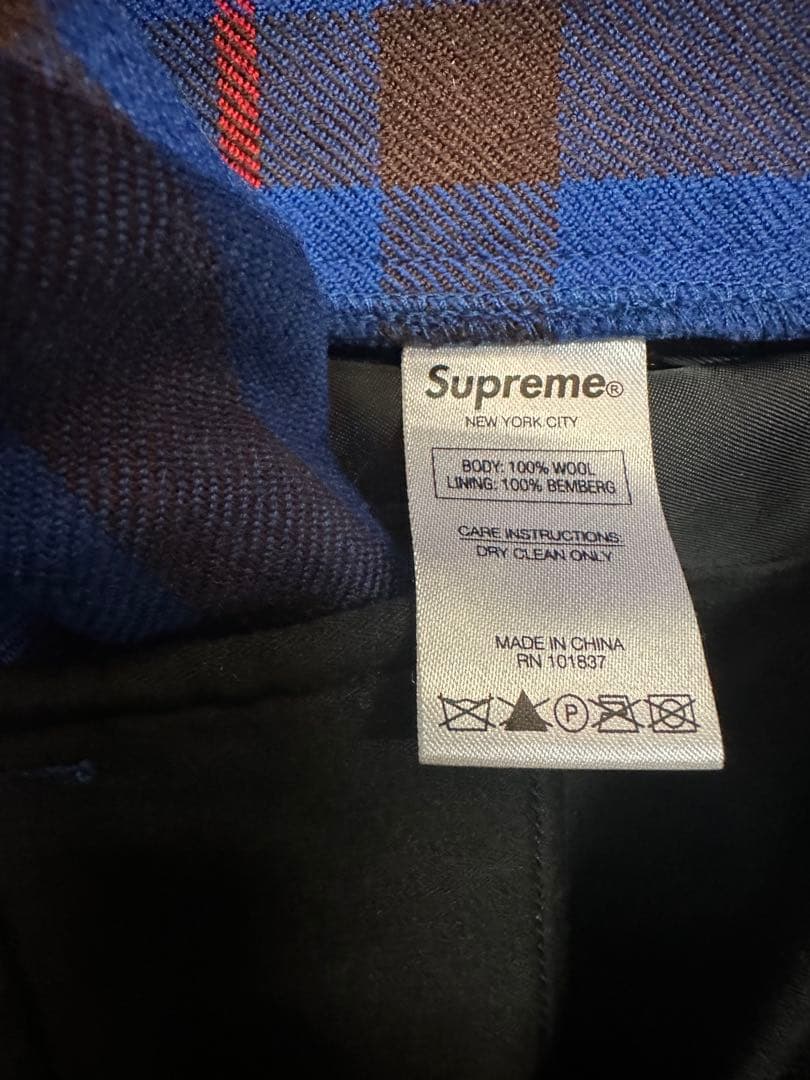 Supreme®
NEW YORK CITY
BODY: 100% WOOL
LINING: 100% BEMBERG
CARE INSTRUCTIONS:
DRY CLEAN ONLY
MADE IN CHINA
RN 101837
P